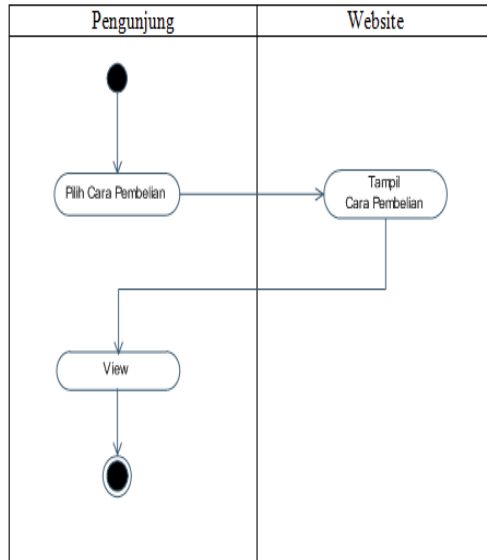 Pengunjung
Website
Pilih Cara Pembelian
Tampil
Cara Pembelian
View